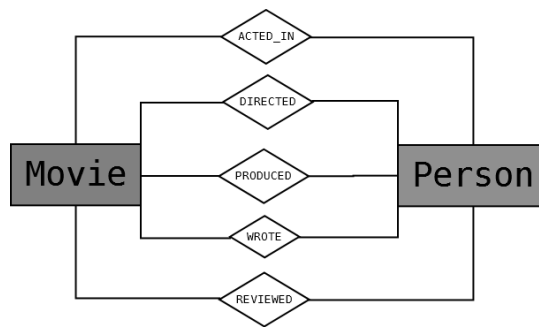 ACTED_IN
DIRECTED
Movie
PRODUCED
Person
WROTE
REVIEWED